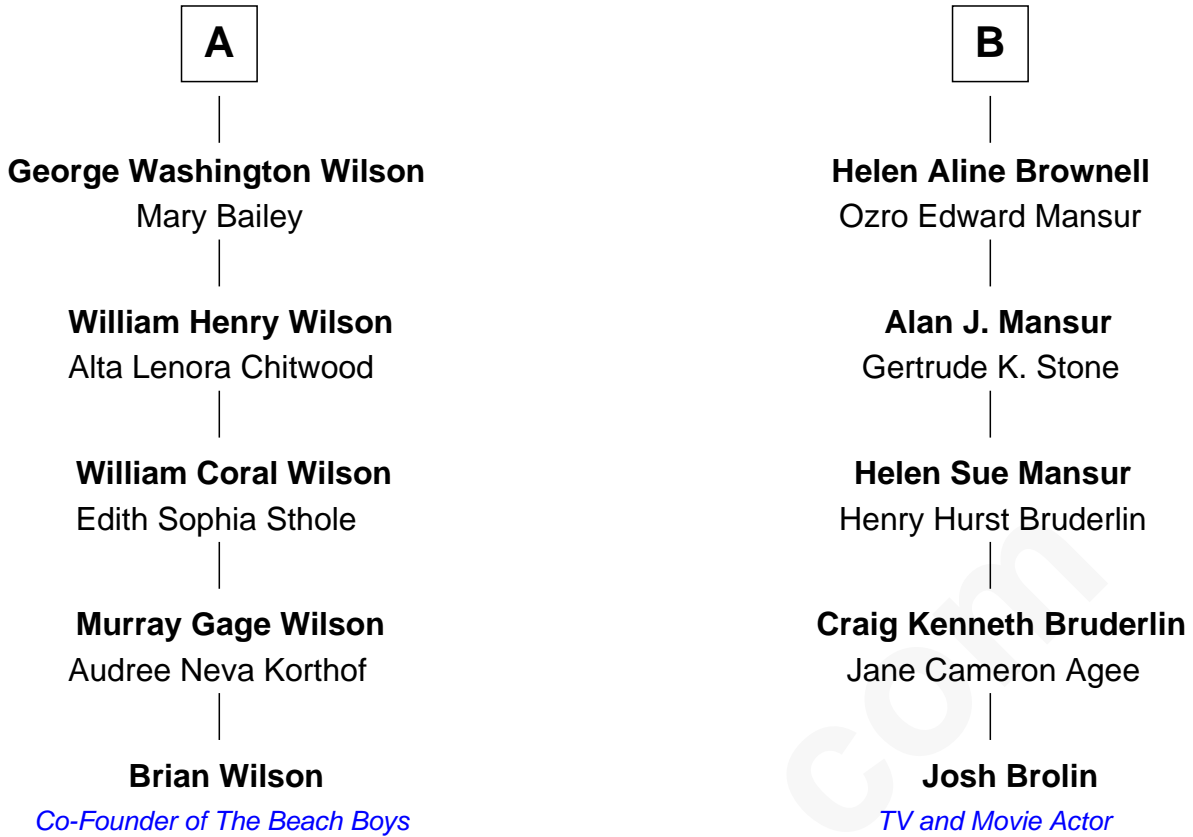 A
George Washington Wilson
Mary Bailey
William Henry Wilson
Alta Lenora Chitwood
William Coral Wilson
Edith Sophia Sthole
Murray Gage Wilson
Audree Neva Korthof
Brian Wilson
Co-Founder of The Beach Boys
B
Helen Aline Brownell
Ozro Edward Mansur
Alan J. Mansur
Gertrude K. Stone
Helen Sue Mansur
Henry Hurst Bruderlin
Craig Kenneth Bruderlin
Jane Cameron Agee
Josh Brolin
TV and Movie Actor
com